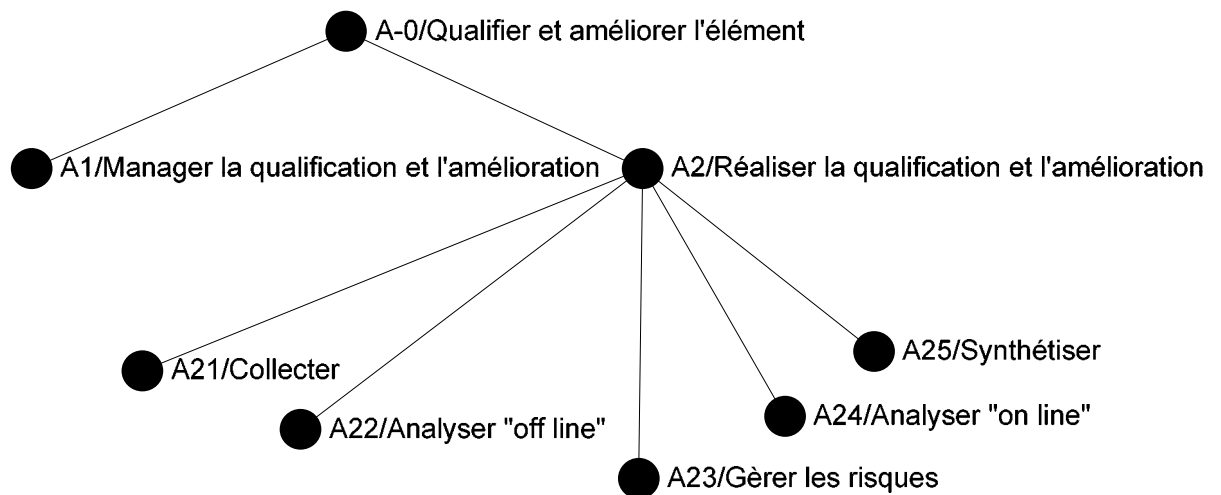 A-0/Qualifier et améliorer l'élément
A1/Manager la qualification et l'amélioration
A2/Réaliser la qualification et l'amélioration
A25/Synthétiser
A21/Collecter
A24/Analyser "on line"
A22/Analyser "off line"
A23/Gèrer les risques